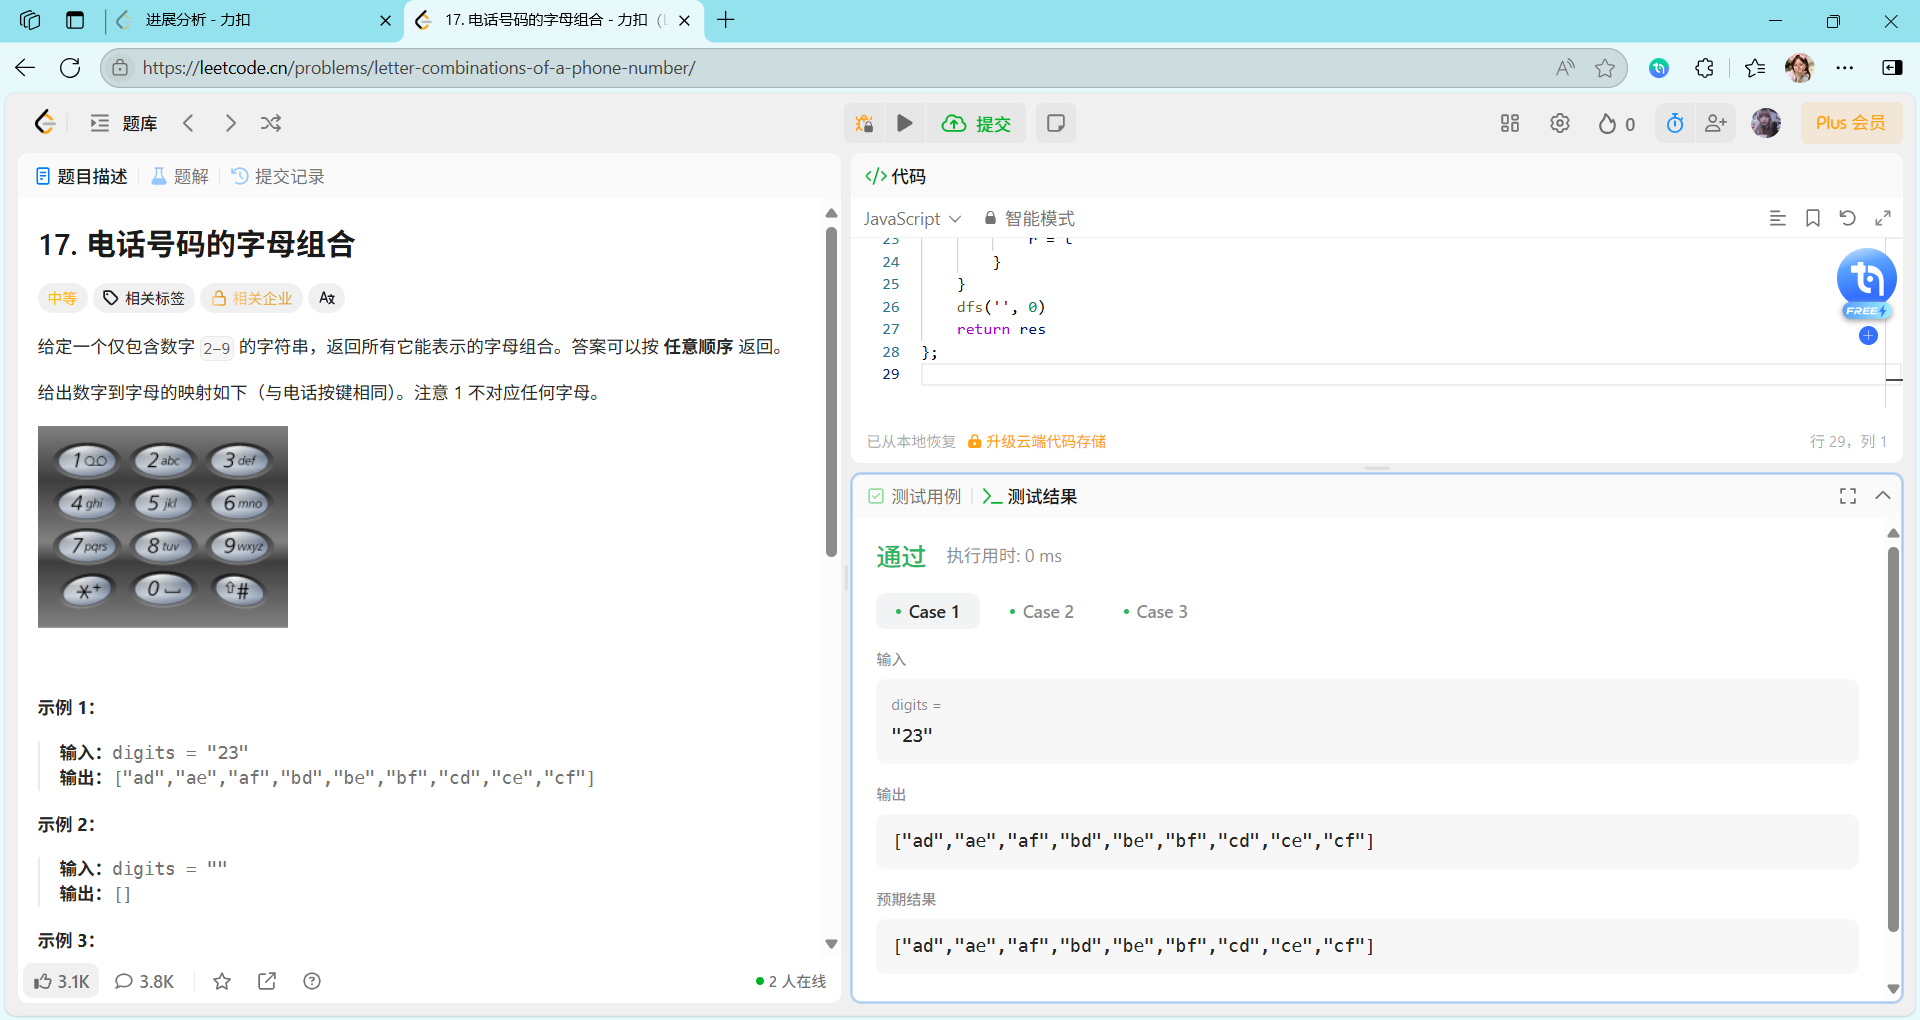 进展分析 - 力扣
17. 电话号码的字母组合 - 力扣
https://leetcode.cn/problems/letter-combinations-of-a-phone-number/
题库
提交
0
Plus 会员
题目描述
题解
提交记录
17. 电话号码的字母组合
中等
相关标签
相关企业
给定一个仅包含数字 2-9 的字符串，返回所有它能表示的字母组合。答案可以按 任意顺序 返回。
给出数字到字母的映射如下（与电话按键相同）。注意 1 不对应任何字母。
1
2 abc
3 def
4 ghi
5 jkl
6 mno
7 pqrs
8 tuv
9 wxyz
*+
0
#
示例 1：
输入：digits = "23"
输出：["ad","ae","af","bd","be","bf","cd","ce","cf"]
示例 2：
输入：digits = ""
输出：[]
示例 3：
3.1K
3.8K
2 人在线
</> 代码
JavaScript
智能模式
23 r = t
24 }
25 }
26 dfs('', 0)
27 return res
28 };
29
FREE
已从本地恢复
升级云端代码存储
行 29，列 1
测试用例
测试结果
通过
执行用时: 0 ms
Case 1
Case 2
Case 3
输入
digits =
"23"
输出
["ad","ae","af","bd","be","bf","cd","ce","cf"]
预期结果
["ad","ae","af","bd","be","bf","cd","ce","cf"]